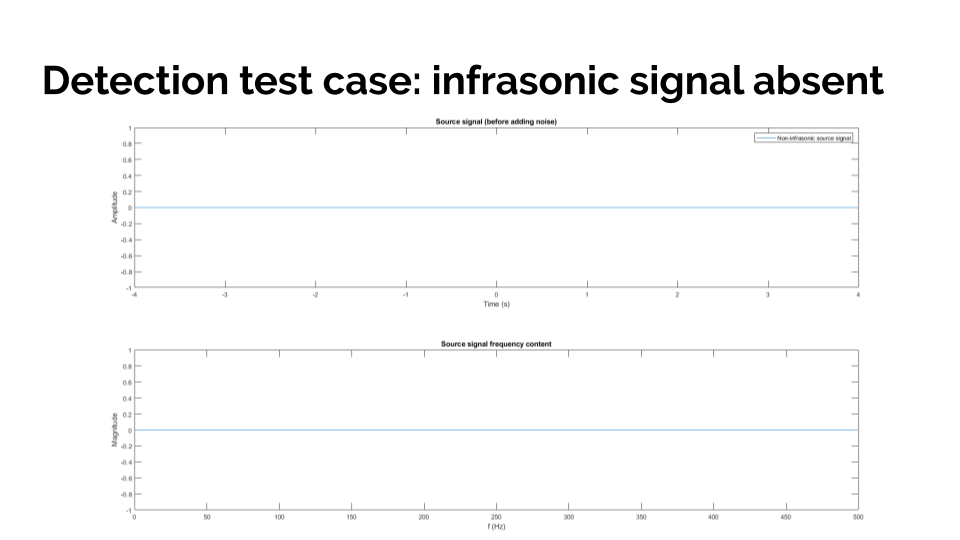 Detection test case: infrasonic signal absent
Source signal (before adding noise)
Non-infrasonic source signal
1
0.8
0.6
0.4
0.2
0
-0.2
-0.4
-0.6
-0.8
-1
Amplitude
-4 -3 -2 -1 0 1 2 3 4
Time (s)
Source signal frequency content
1
0.8
0.6
0.4
0.2
0
-0.2
-0.4
-0.6
-0.8
-1
Magnitude
0 50 100 150 200 250 300 350 400 450 500
f (Hz)